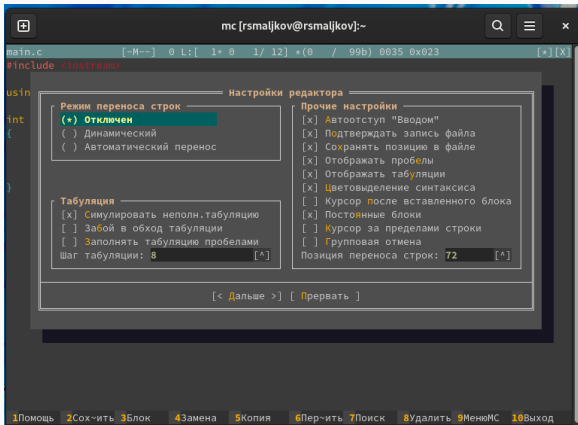 mc [rsmaljkov@rsmaljkov]:~
main.c [-M--] 0 L:[ 1+ 0 1/ 12] *(0 / 99b) 0035 0x023 [*][X]
#include <iostream>
usin
int
{
}
Настройки редактора
Режим переноса строк
(*) Отключен
( ) Динамический
( ) Автоматический перенос
Табуляция
[x] Симулировать неполн.табуляцию
[ ] Забой в обход табуляции
[ ] Заполнять табуляцию пробелами
Шаг табуляции: 8 [^]
Прочие настройки
[x] Автоотступ "Вводом"
[x] Подтверждать запись файла
[x] Сохранять позицию в файле
[x] Отображать пробелы
[x] Отображать табуляции
[x] Цветовыделение синтаксиса
[ ] Курсор после вставленного блока
[x] Постоянные блоки
[ ] Курсор за пределами строки
[ ] Групповая отмена
Позиция переноса строк: 72 [^]
[< Дальше >] [ Прервать ]
1Помощь 2Сох~ить 3Блок 4Замена 5Копия 6Пер~ить 7Поиск 8Удалить 9МенюMC 10Выход